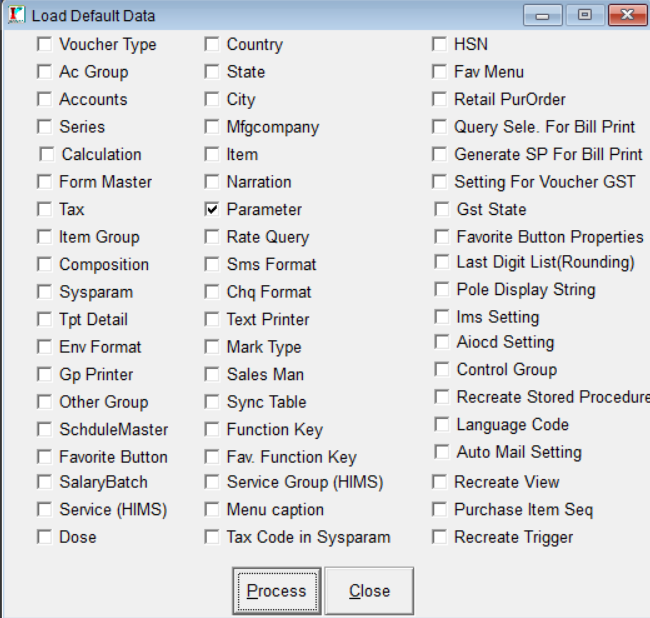 Load Default Data
Voucher Type
Ac Group
Accounts
Series
Calculation
Form Master
Tax
Item Group
Composition
Sysparam
Tpt Detail
Env Format
Gp Printer
Other Group
SchduleMaster
Favorite Button
SalaryBatch
Service (HIMS)
Dose
Country
State
City
Mfgcompany
Item
Narration
Parameter
Rate Query
Sms Format
Chq Format
Text Printer
Mark Type
Sales Man
Sync Table
Function Key
Fav. Function Key
Service Group (HIMS)
Menu caption
Tax Code in Sysparam
HSN
Fav Menu
Retail PurOrder
Query Sele. For Bill Print
Generate SP For Bill Print
Setting For Voucher GST
Gst State
Favorite Button Properties
Last Digit List(Rounding)
Pole Display String
Ims Setting
Aiocd Setting
Control Group
Recreate Stored Procedure
Language Code
Auto Mail Setting
Recreate View
Purchase Item Seq
Recreate Trigger
Process
Close